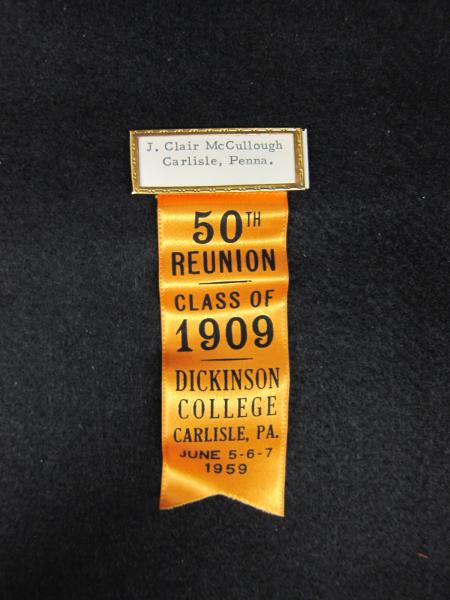 J. Clair McCullough
Carlisle, Penna.
50TH
REUNION
CLASS OF
1909
DICKINSON
COLLEGE
CARLISLE, PA.
JUNE 5-6-7
1959